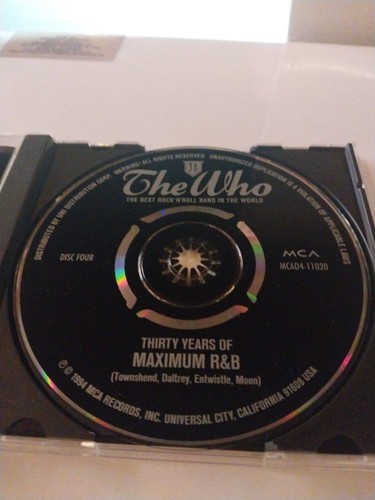 DISTRIBUTED BY UNI DISTRIBUTION CORP. WARNING: ALL RIGHTS RESERVED. UNAUTHORIZED DUPLICATION IS A VIOLATION OF APPLICABLE LAWS
30
The Who
THE BEST ROCK'N'ROLL BAND IN THE WORLD
DISC FOUR
MCA
MCAD4-11020
THIRTY YEARS OF
MAXIMUM R&B
(Townshend, Daltrey, Entwistle, Moon)
℗ © 1994 MCA RECORDS, INC. UNIVERSAL CITY, CALIFORNIA 91608 USA